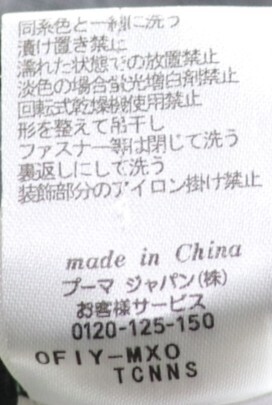 同系色と一緒に洗う
漬け置き禁止
濡れた状態での放置禁止
淡色の場合蛍光増白剤禁止
回転式乾燥機使用禁止
形を整えて吊干し
ファスナー等は閉じて洗う
裏返しにして洗う
装飾部分のアイロン掛け禁止
made in China
プーマ ジャパン(株)
お客様サービス
0120-125-150
OFIY-MXO
TCNNS